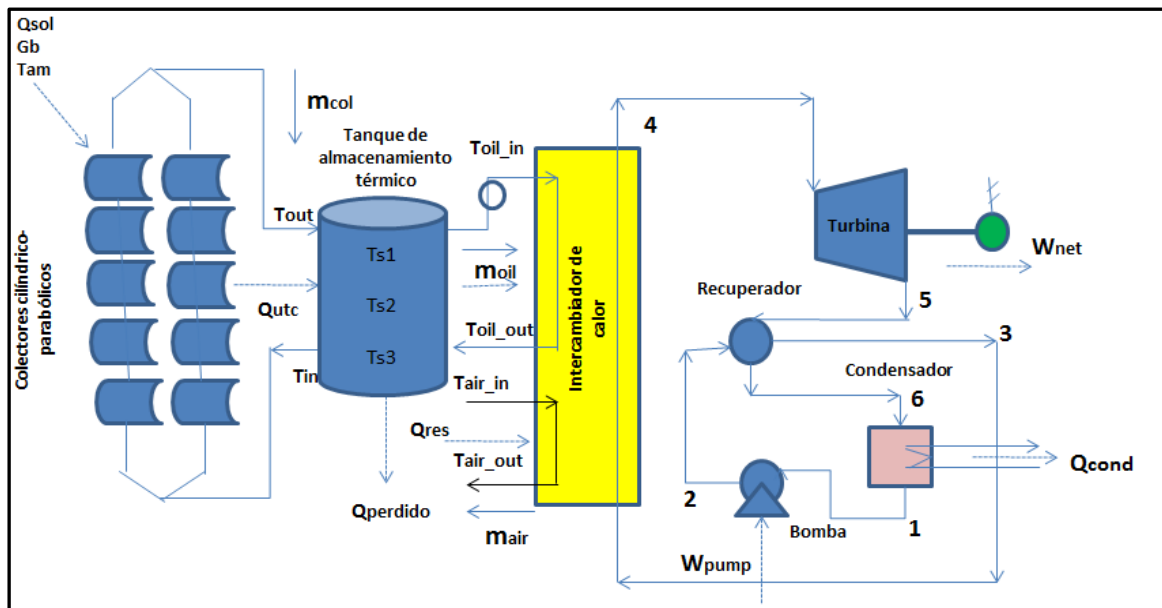 Qsol
Gb
Tam
mcol
Tanque de
almacenamiento
térmico
Toil_in
4
Tout
Turbina
Ts1
Wnet
moil
Colectores cilíndrico-
parabólicos
Intercambiador de
calor
Recuperador
5
Qutc
Ts2
Toil_out
3
Ts3
Tin
Tair_in
Condensador
6
Qres
Tair_out
Qcond
2
Qperdido
mair
Bomba
1
Wpump